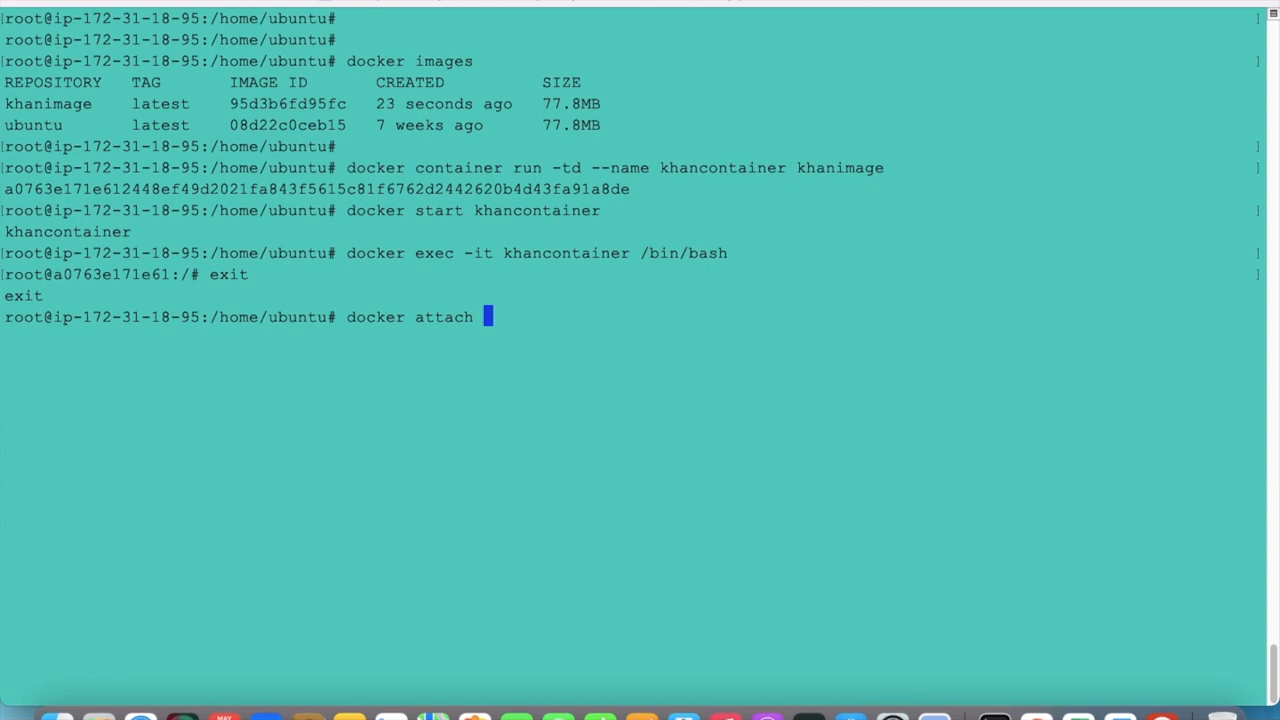 [root@ip-172-31-18-95:/home/ubuntu# ]
root@ip-172-31-18-95:/home/ubuntu#
[root@ip-172-31-18-95:/home/ubuntu# docker images ]
REPOSITORY TAG IMAGE ID CREATED SIZE
khanimage latest 95d3b6fd95fc 23 seconds ago 77.8MB
ubuntu latest 08d22c0ceb15 7 weeks ago 77.8MB
[root@ip-172-31-18-95:/home/ubuntu# ]
[root@ip-172-31-18-95:/home/ubuntu# docker container run -td --name khancontainer khanimage ]
a0763e171e612448ef49d2021fa843f5615c81f6762d2442620b4d43fa91a8de
[root@ip-172-31-18-95:/home/ubuntu# docker start khancontainer ]
khancontainer
[root@ip-172-31-18-95:/home/ubuntu# docker exec -it khancontainer /bin/bash ]
[root@a0763e171e61:/# exit ]
exit
root@ip-172-31-18-95:/home/ubuntu# docker attach
MAY